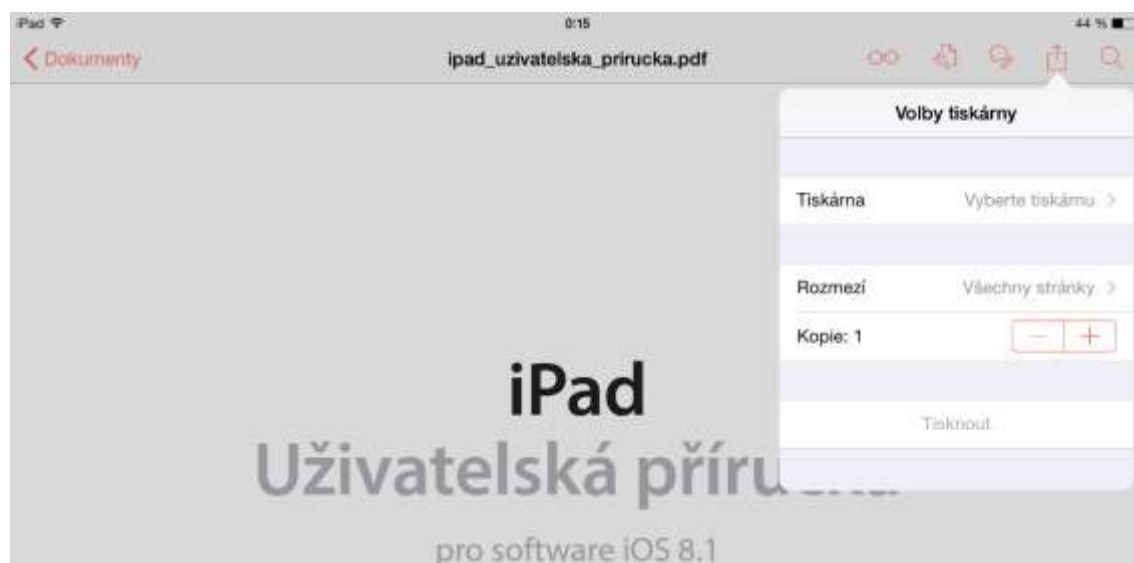 iPad 0:15 44 %
Dokumenty ipad_uzivatelska_prirucka.pdf
Volby tiskárny
Tiskárna Vyberte tiskárnu
Rozmezí Všechny stránky
Kopie: 1
Tisknout
iPad
Uživatelská
pro software iOS 8.1